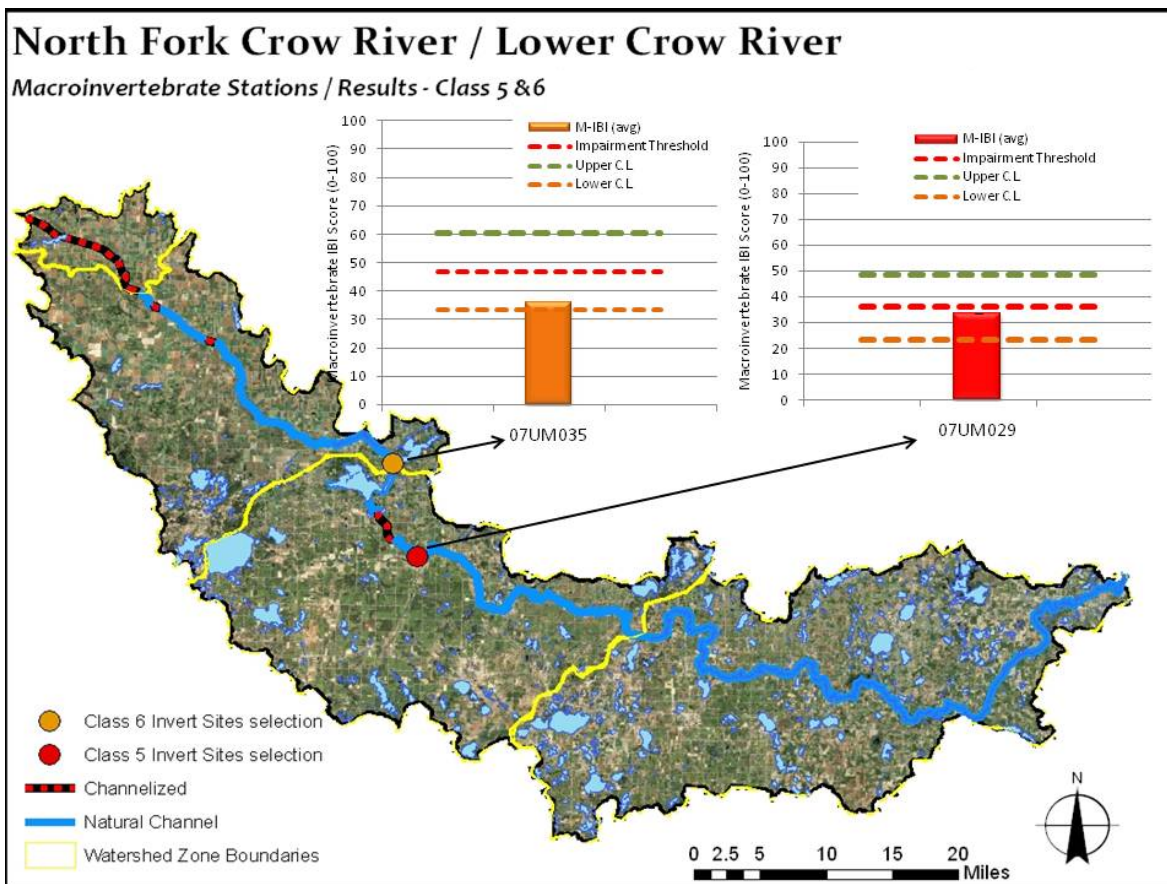 North Fork Crow River / Lower Crow River
Macroinvertebrate Stations / Results - Class 5 &6
Macroinvertebrate IBI Score (0-100)
100
90
80
70
60
50
40
30
20
10
0
M-IBI (avg)
Impairment Threshold
Upper C.L
Lower C.L
07UM035
Macroinvertebrate IBI Score (0-100)
100
90
80
70
60
50
40
30
20
10
0
M-IBI (avg)
Impairment Threshold
Upper C.L
Lower C.L
07UM029
Class 6 Invert Sites selection
Class 5 Invert Sites selection
Channelized
Natural Channel
Watershed Zone Boundaries
N
0 2.5 5 10 15 20
Miles